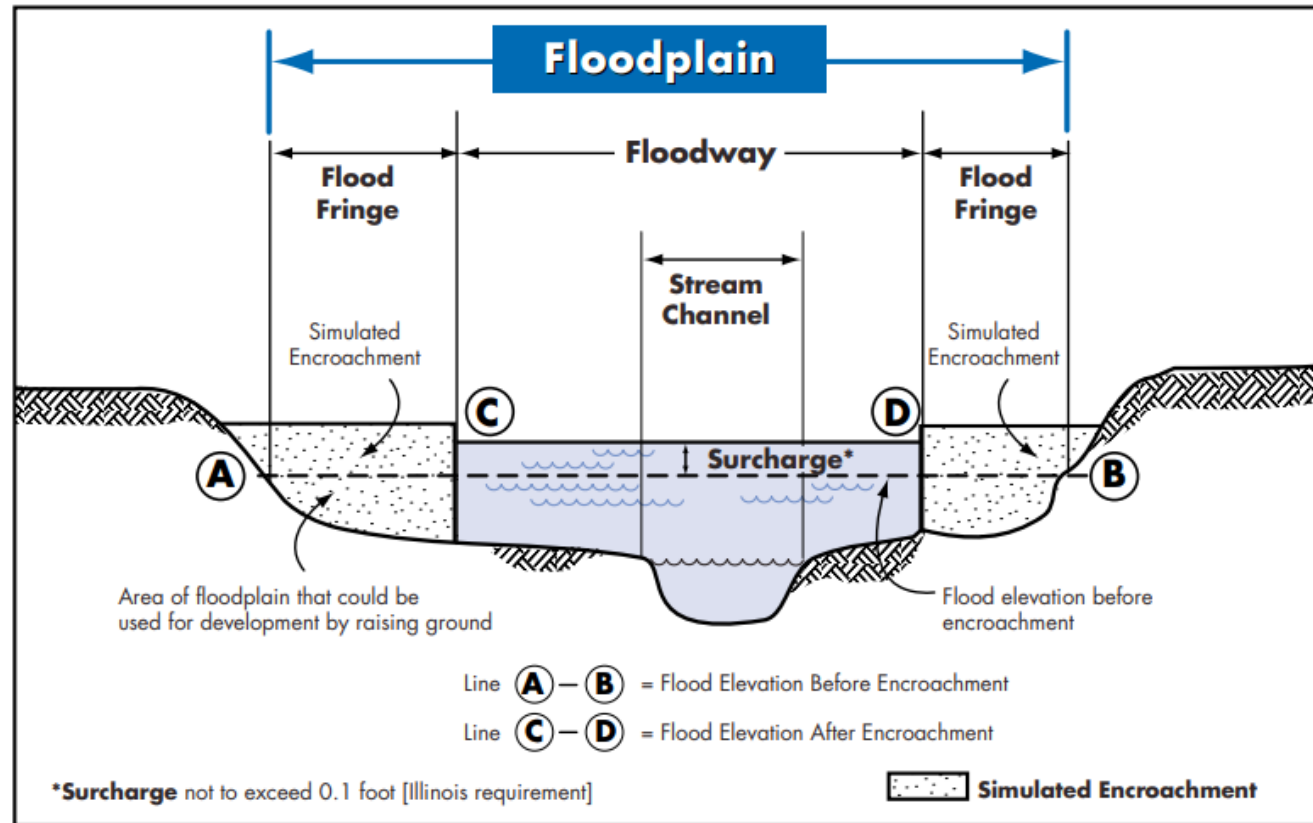 Floodplain
Floodway
Flood
Fringe
Flood
Fringe
Stream
Channel
Simulated
Encroachment
Simulated
Encroachment
C
D
Surcharge*
A
B
Area of floodplain that could be
used for development by raising ground
Flood elevation before
encroachment
Line A – B = Flood Elevation Before Encroachment
Line C – D = Flood Elevation After Encroachment
*Surcharge not to exceed 0.1 foot [Illinois requirement]
Simulated Encroachment